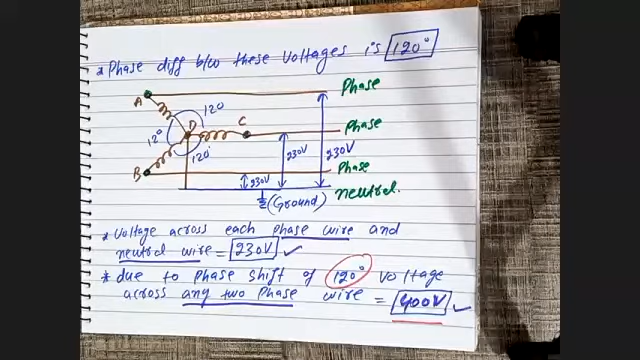 * Phase diff b/w these Voltages is 120°
A
120
Phase
D
C
120
Phase
120
230V
230V
B
230V
Phase
(Ground)
neutral.
* Voltage across each phase wire and
neutral wire = 230V ✓
* due to phase shift of 120° voltage
across any two phase wire = 400V ✓